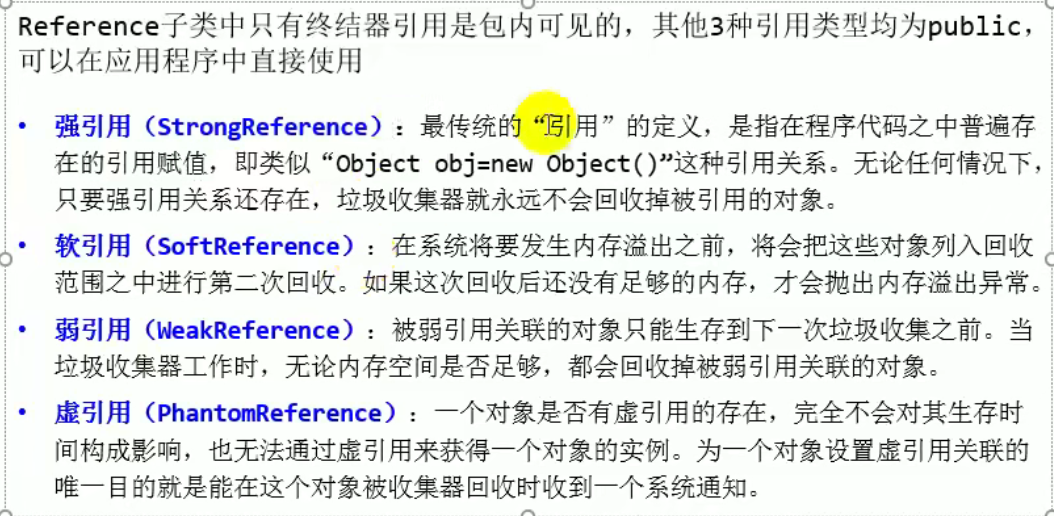 Reference子类中只有终结器引用是包内可见的，其他3种引用类型均为public，
可以在应用程序中直接使用
• 强引用（StrongReference）：最传统的“引用”的定义，是指在程序代码之中普遍存
在的引用赋值，即类似“Object obj=new Object()”这种引用关系。无论任何情况下，
只要强引用关系还存在，垃圾收集器就永远不会回收掉被引用的对象。
• 软引用（SoftReference）：在系统将要发生内存溢出之前，将会把这些对象列入回收
范围之中进行第二次回收。如果这次回收后还没有足够的内存，才会抛出内存溢出异常。
• 弱引用（WeakReference）：被弱引用关联的对象只能生存到下一次垃圾收集之前。当
垃圾收集器工作时，无论内存空间是否足够，都会回收掉被弱引用关联的对象。
• 虚引用（PhantomReference）：一个对象是否有虚引用的存在，完全不会对其生存时
间构成影响，也无法通过虚引用来获得一个对象的实例。为一个对象设置虚引用关联的
唯一目的就是能在这个对象被收集器回收时收到一个系统通知。